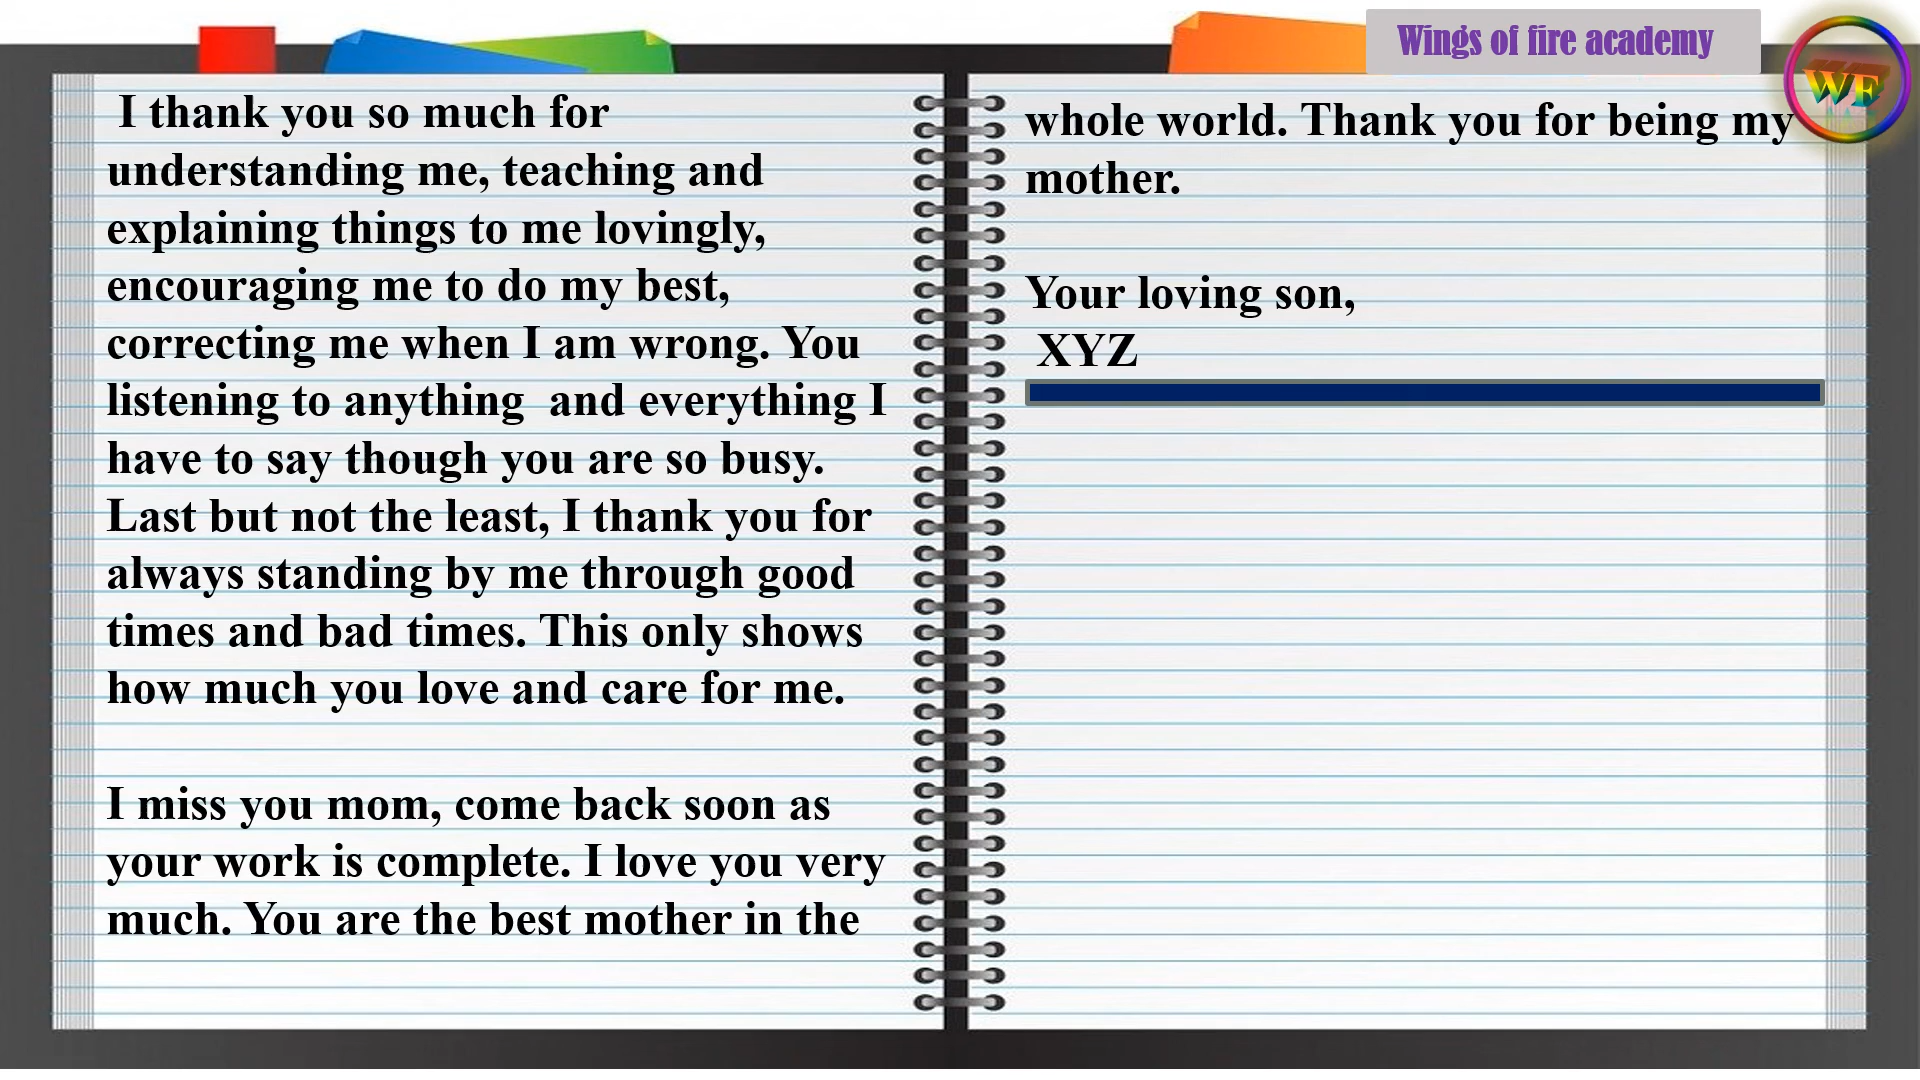 Wings of fire academy
WF
I thank you so much for
understanding me, teaching and
explaining things to me lovingly,
encouraging me to do my best,
correcting me when I am wrong. You
listening to anything  and everything I
have to say though you are so busy.
Last but not the least, I thank you for
always standing by me through good
times and bad times. This only shows
how much you love and care for me.
I miss you mom, come back soon as
your work is complete. I love you very
much. You are the best mother in the
whole world. Thank you for being my
mother.
Your loving son,
XYZ